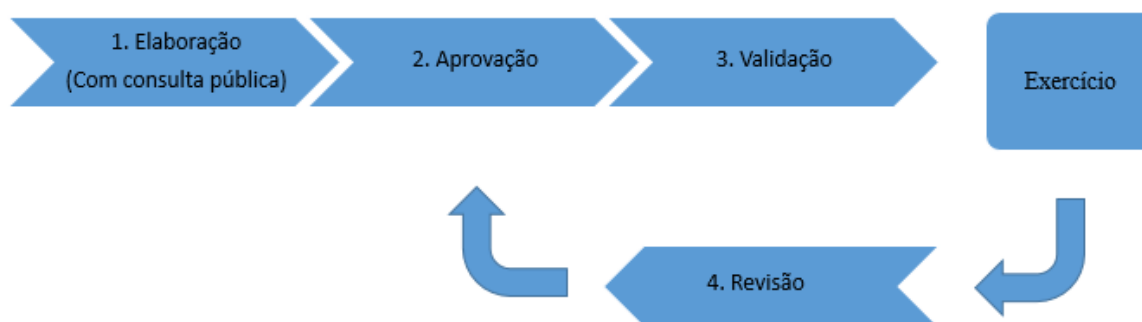 1. Elaboração
(Com consulta pública)
2. Aprovação
3. Validação
Exercício
4. Revisão